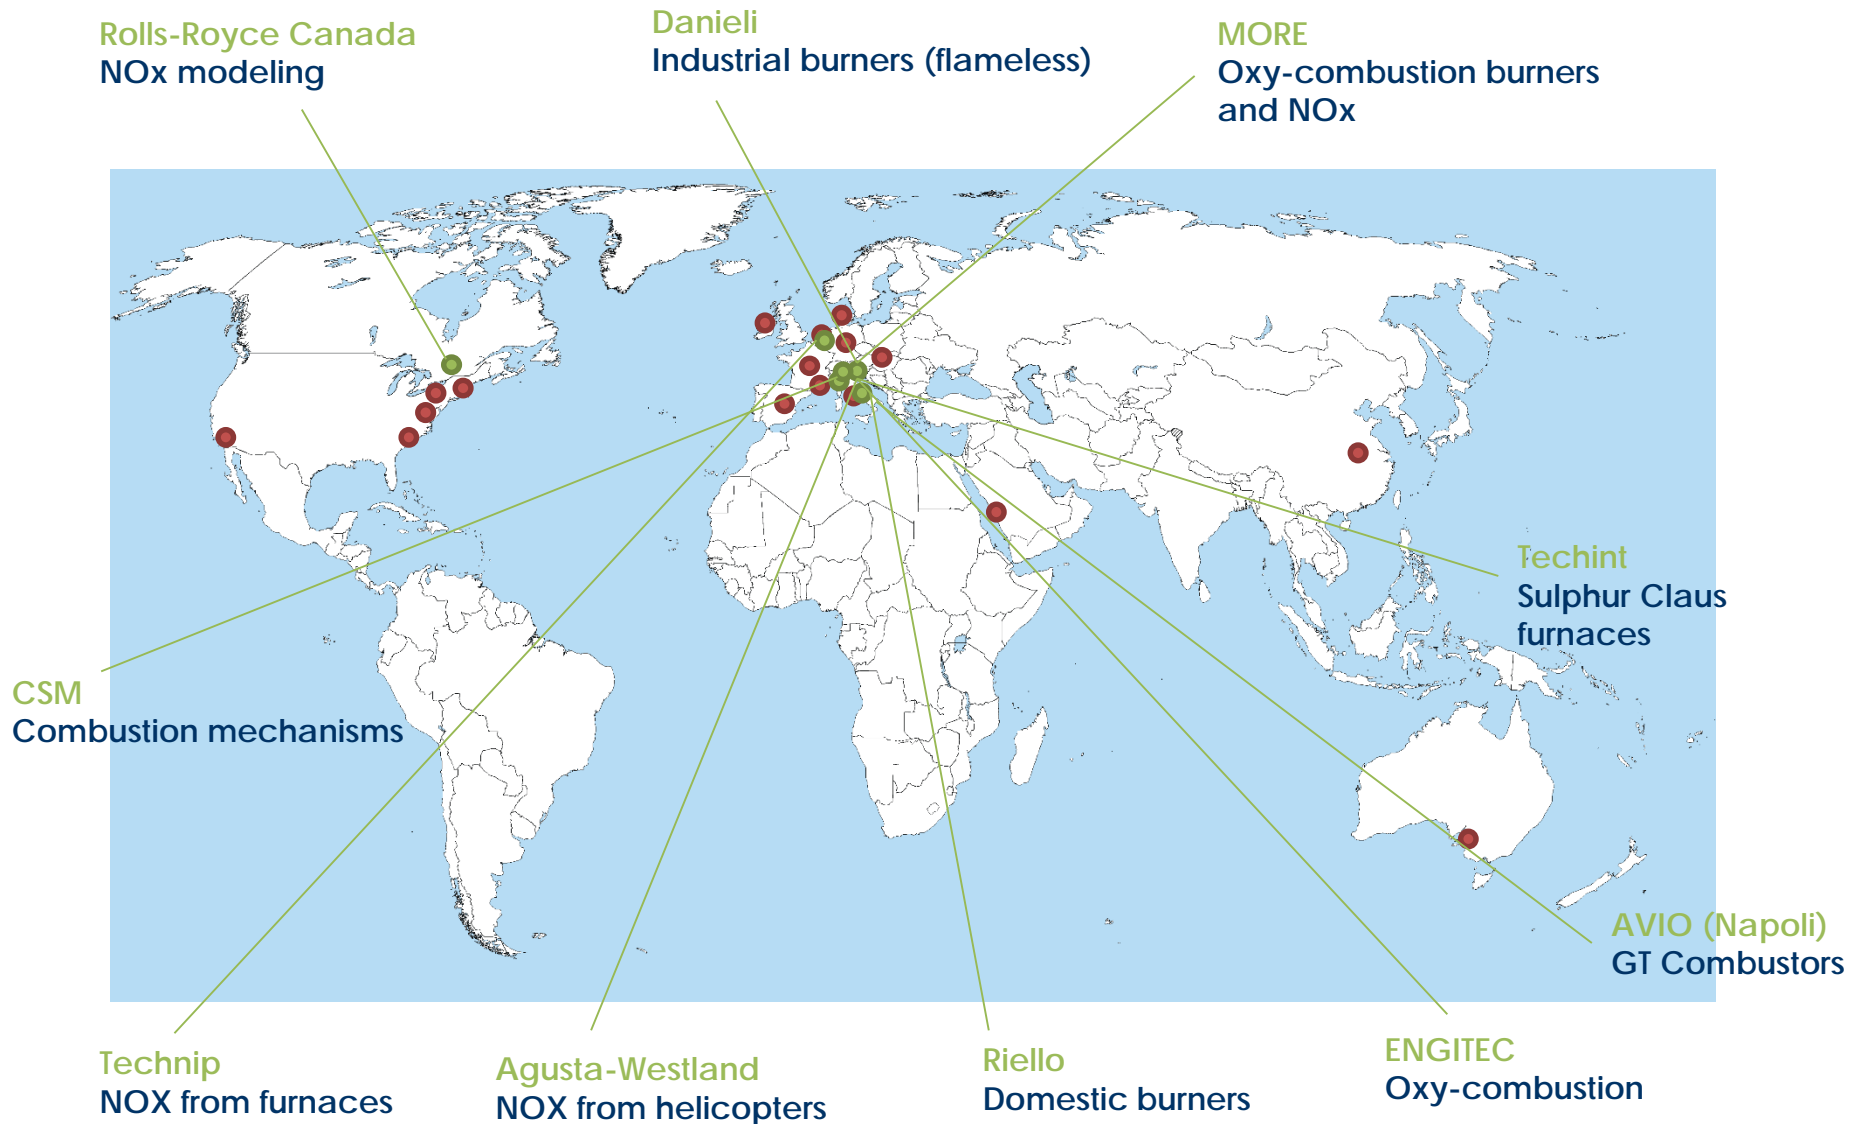 Rolls-Royce Canada
NOx modeling
Danieli
Industrial burners (flameless)
MORE
Oxy-combustion burners
and NOx
Techint
Sulphur Claus
furnaces
CSM
Combustion mechanisms
AVIO (Napoli)
GT Combustors
Technip
NOX from furnaces
Agusta-Westland
NOX from helicopters
Riello
Domestic burners
ENGITEC
Oxy-combustion